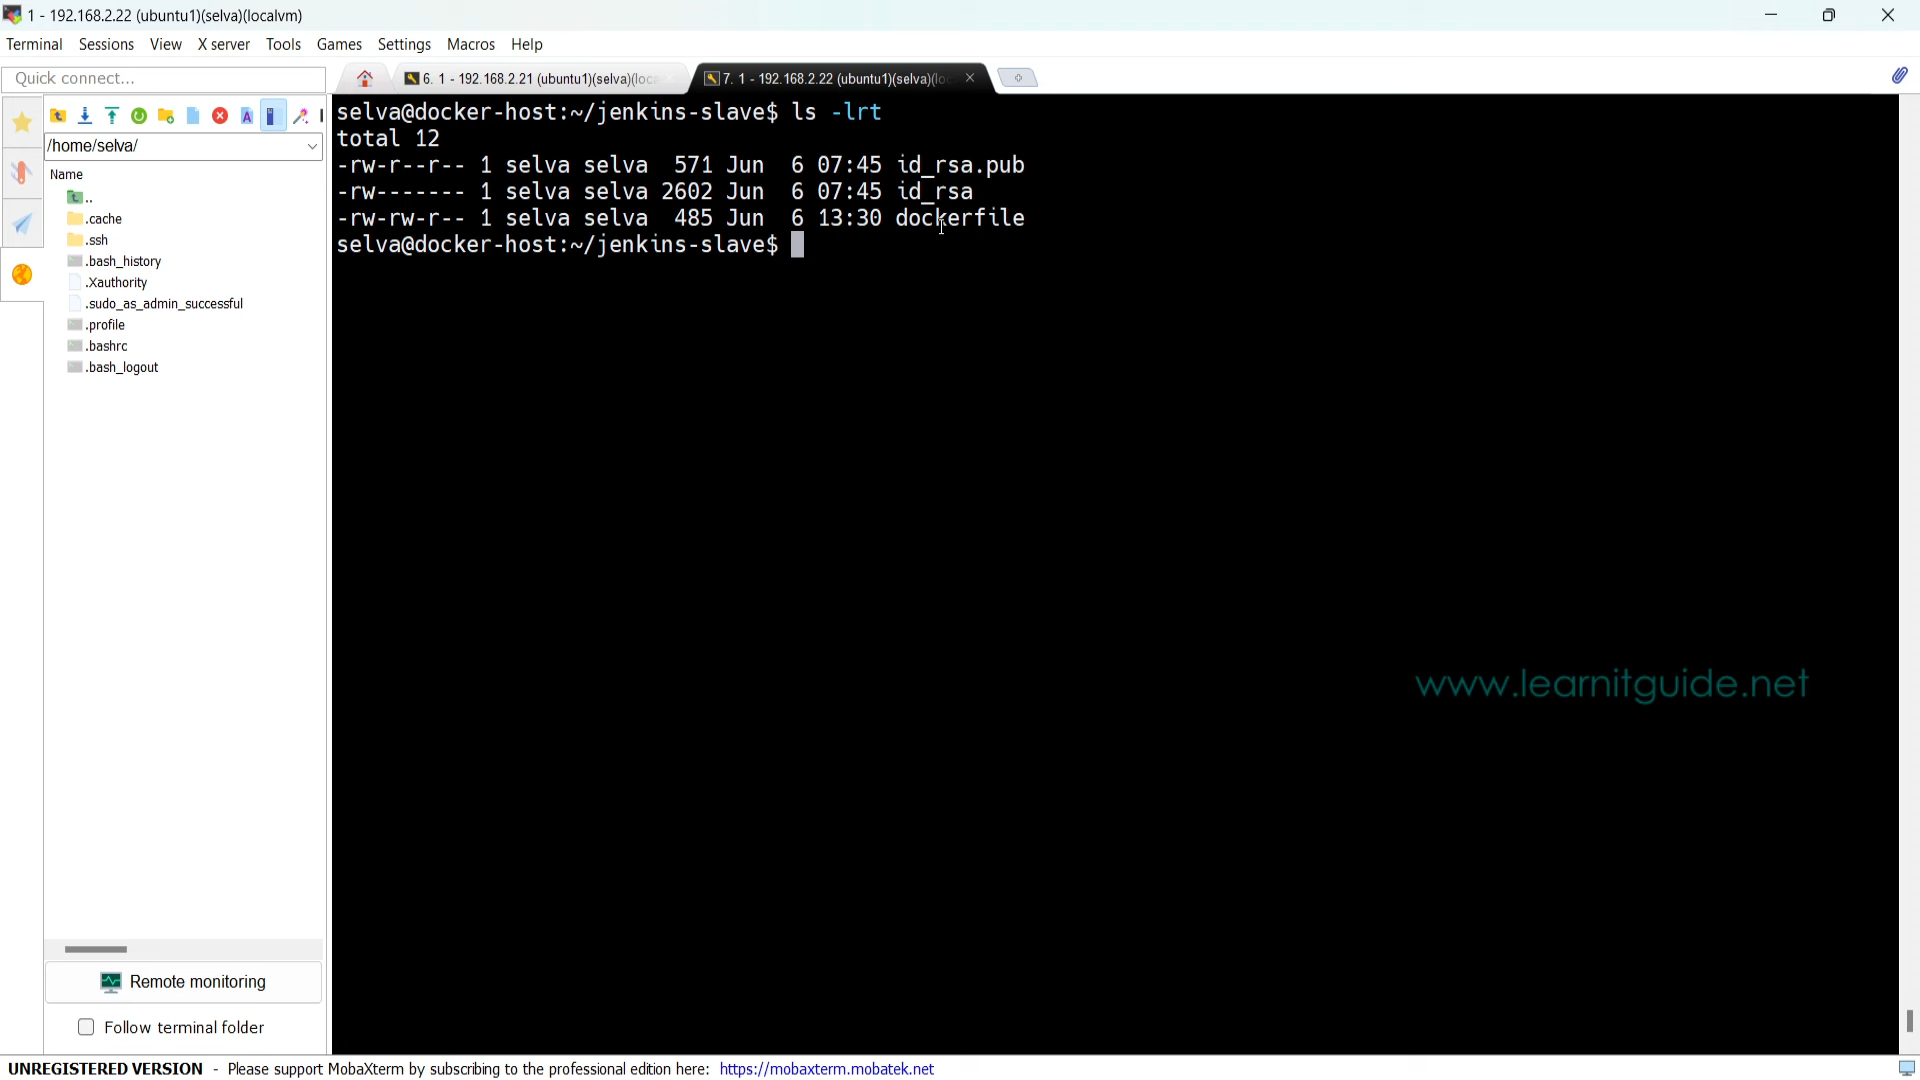 1 - 192.168.2.22 (ubuntu1)(selva)(localvm)
Terminal Sessions View X server Tools Games Settings Macros Help
Quick connect...
6. 1 - 192.168.2.21 (ubuntu1)(selva)(loc
7. 1 - 192.168.2.22 (ubuntu1)(selva)(lo
/home/selva/
Name
..
.cache
.ssh
.bash_history
.Xauthority
.sudo_as_admin_successful
.profile
.bashrc
.bash_logout
Remote monitoring
Follow terminal folder
selva@docker-host:~/jenkins-slave$ ls -lrt
total 12
-rw-r--r-- 1 selva selva  571 Jun  6 07:45 id_rsa.pub
-rw------- 1 selva selva 2602 Jun  6 07:45 id_rsa
-rw-rw-r-- 1 selva selva  485 Jun  6 13:30 dockerfile
selva@docker-host:~/jenkins-slave$
www.learnitguide.net
UNREGISTERED VERSION - Please support MobaXterm by subscribing to the professional edition here: https://mobaxterm.mobatek.net